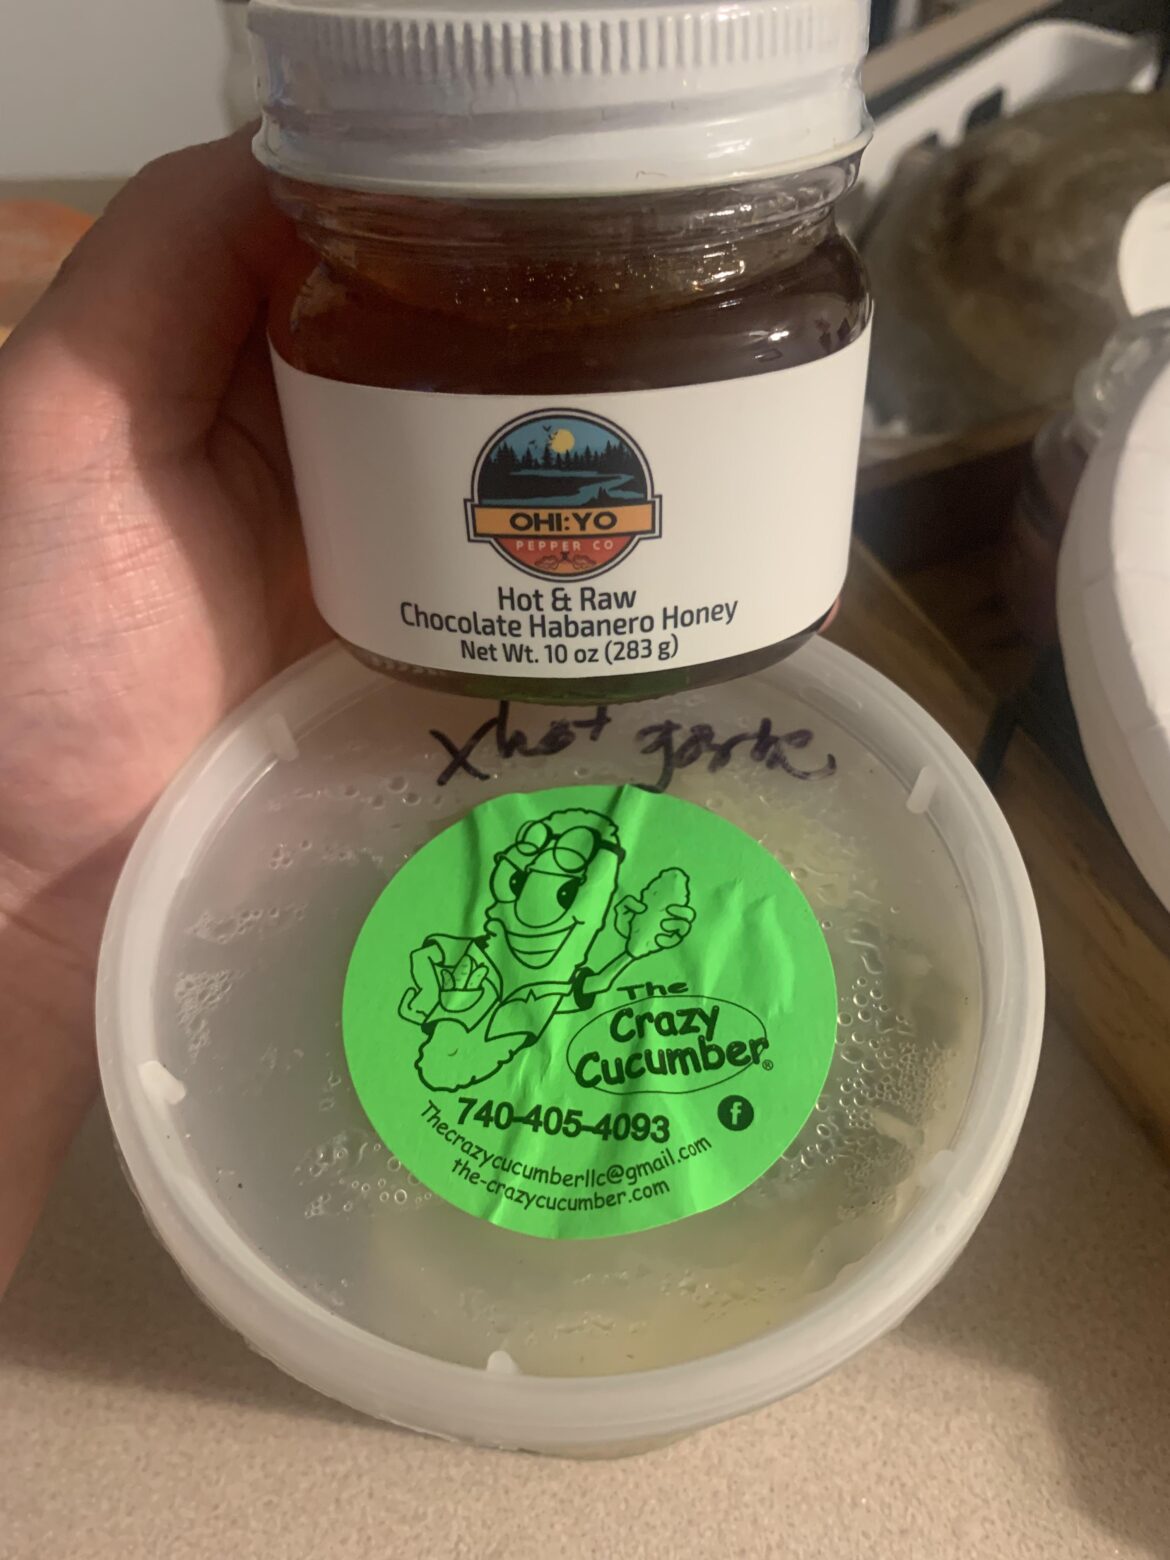 OHI:YO
PEPPER CO
Hot & Raw
Chocolate Habanero Honey
Net Wt. 10 oz (283 g)
xhot garlic
The
Crazy
Cucumber®
740-405-4093
f
Thecrazycucumberllc@gmail.com
the-crazycucumber.com